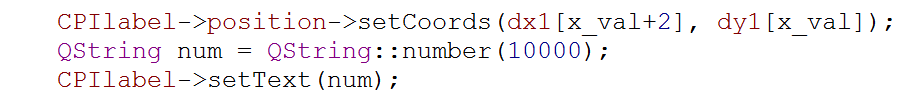 CPIlabel->position->setCoords(dx1[x_val+2], dy1[x_val]);
QString num = QString::number(10000);
CPIlabel->setText(num);